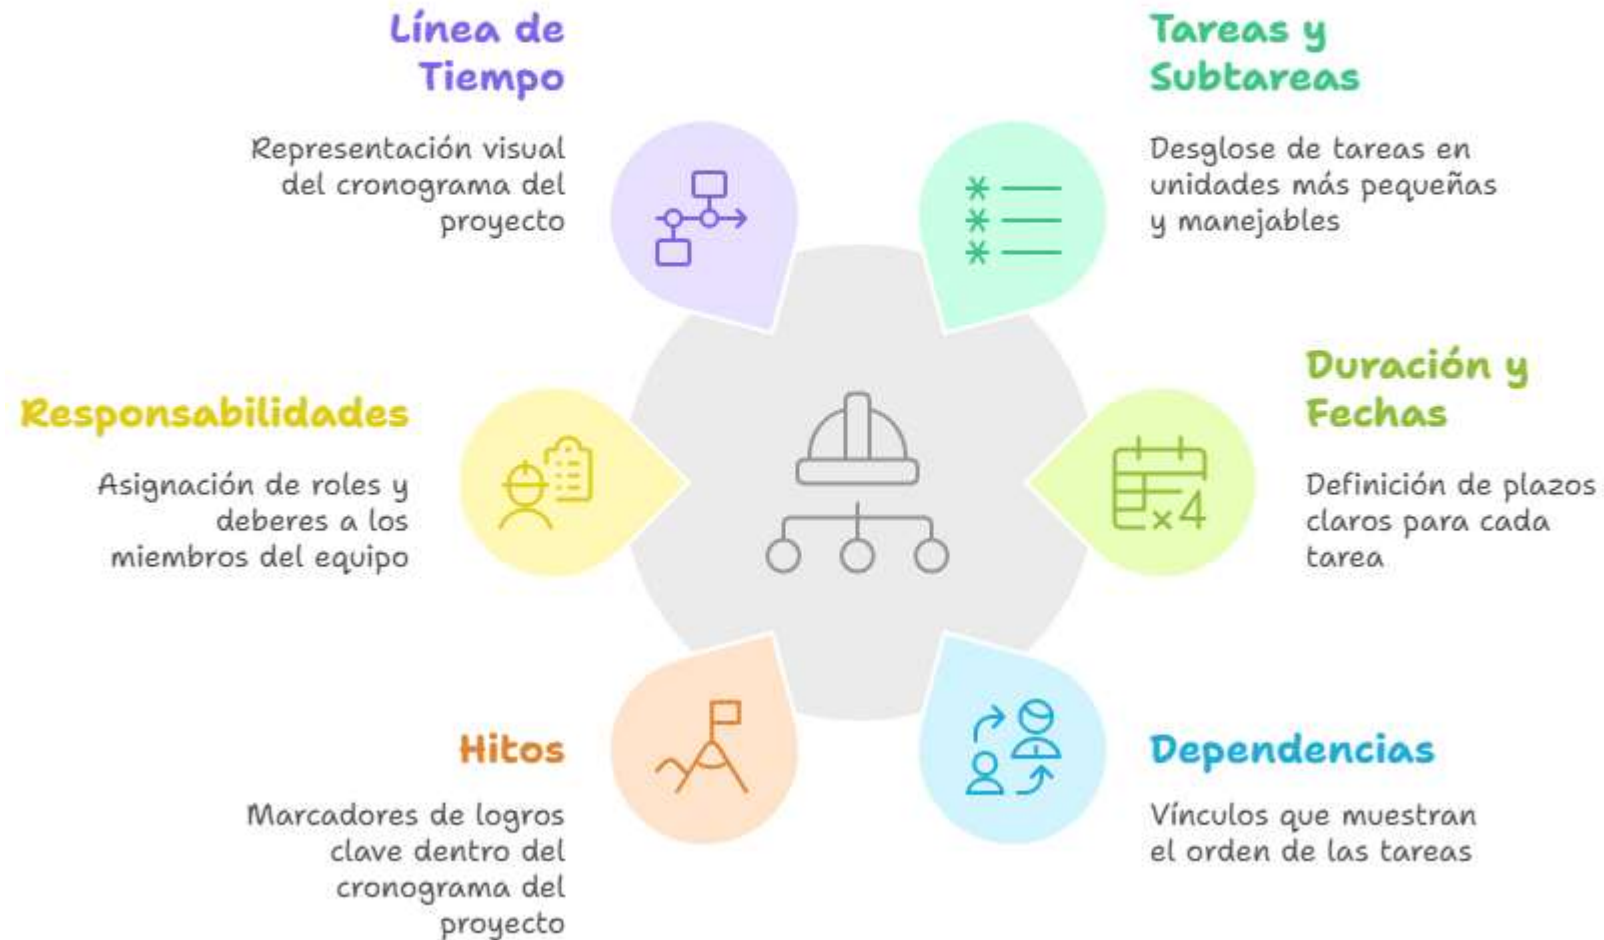 Línea de
Tiempo
Representación visual
del cronograma del
proyecto
Tareas y
Subtareas
Desglose de tareas en
unidades más pequeñas
y manejables
Responsabilidades
Asignación de roles y
deberes a los
miembros del equipo
Duración y
Fechas
Definición de plazos
claros para cada
tarea
x4
Hitos
Marcadores de logros
clave dentro del
cronograma del
proyecto
Dependencias
Vínculos que muestran
el orden de las tareas